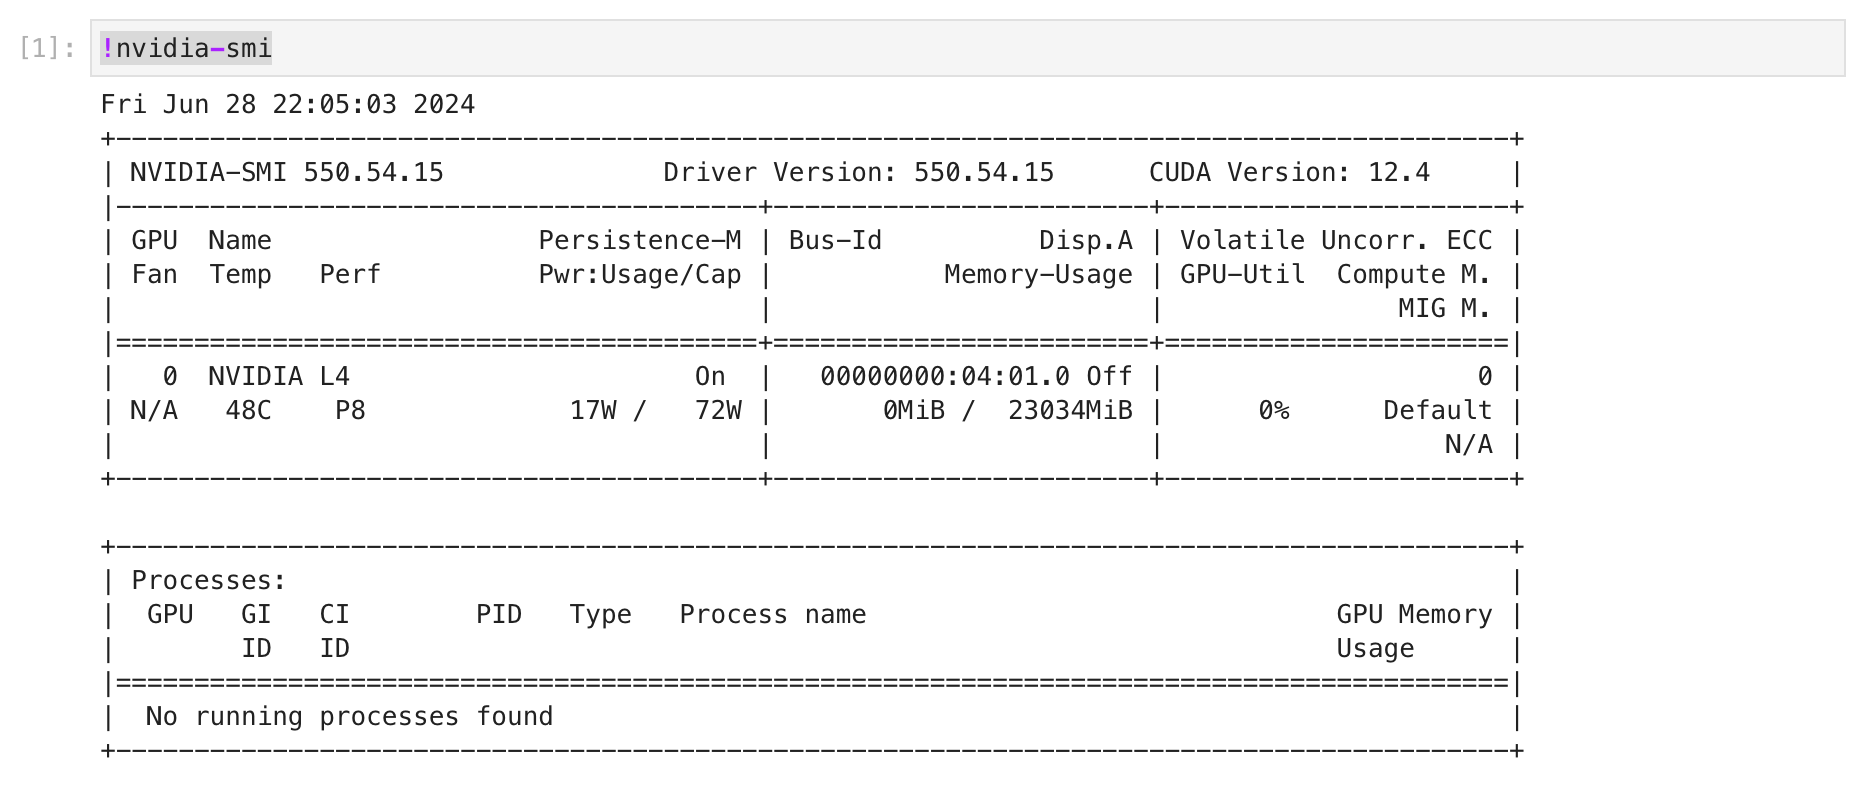 [1]: !nvidia-smi
Fri Jun 28 22:05:03 2024
+-----------------------------------------------------------------------------------------+
| NVIDIA-SMI 550.54.15              Driver Version: 550.54.15      CUDA Version: 12.4     |
|-----------------------------------------+------------------------+----------------------+
| GPU  Name                 Persistence-M | Bus-Id          Disp.A | Volatile Uncorr. ECC |
| Fan  Temp   Perf          Pwr:Usage/Cap |           Memory-Usage | GPU-Util  Compute M. |
|                                         |                        |               MIG M. |
|=========================================+========================+======================|
|   0  NVIDIA L4                      On  |   00000000:04:01.0 Off |                    0 |
| N/A   48C    P8             17W /   72W |       0MiB /  23034MiB |      0%      Default |
|                                         |                        |                  N/A |
+-----------------------------------------+------------------------+----------------------+
+-----------------------------------------------------------------------------------------+
| Processes:                                                                              |
|  GPU   GI   CI        PID   Type   Process name                              GPU Memory |
|        ID   ID                                                               Usage      |
|=========================================================================================|
|  No running processes found                                                             |
+-----------------------------------------------------------------------------------------+